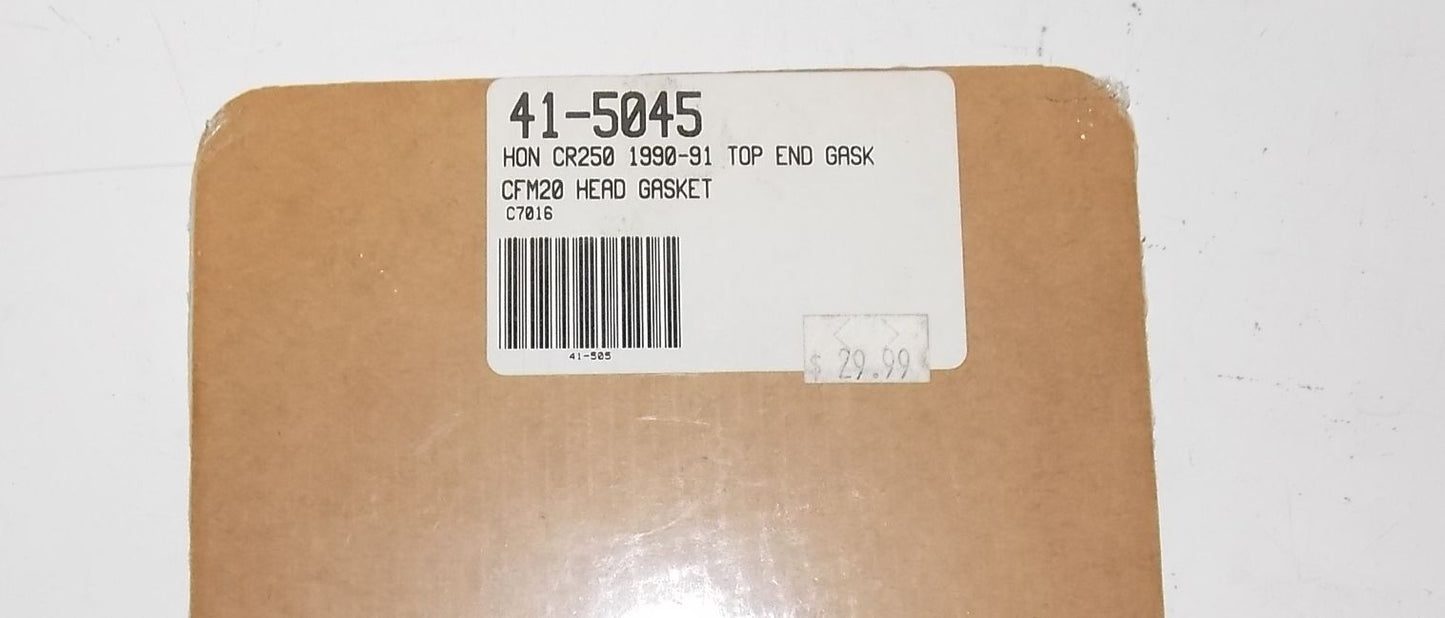 41-5045
HON CR250 1990-91 TOP END GASK
CFM20 HEAD GASKET
C7016
41-505
$ 29.99